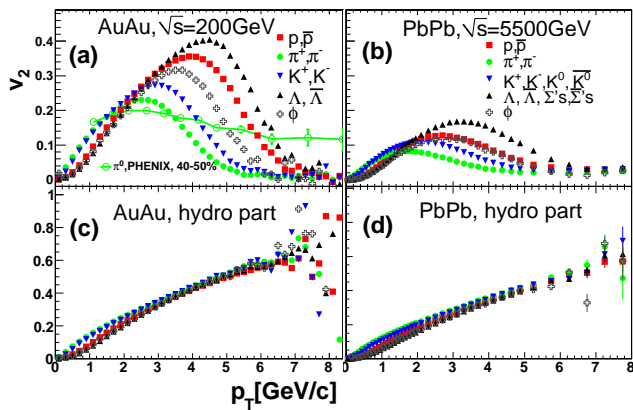 AuAu, √s=200GeV
(a)
p,p̅
π⁺,π⁻
K⁺,K⁻
Λ, Λ̅
ϕ
π⁰,PHENIX, 40-50%
v₂
0.4
0.3
0.2
0.1
0
PbPb, √s=5500GeV
(b)
p,p̅
π⁺,π⁻
K⁺,K⁻,K⁰, K̅⁰
Λ, Λ̅, Σ's,Σ̅'s
ϕ
AuAu, hydro part
(c)
1
0.8
0.6
0.4
0.2
0
PbPb, hydro part
(d)
0 1 2 3 4 5 6 7 8
0 1 2 3 4 5 6 7 8
p_T[GeV/c]